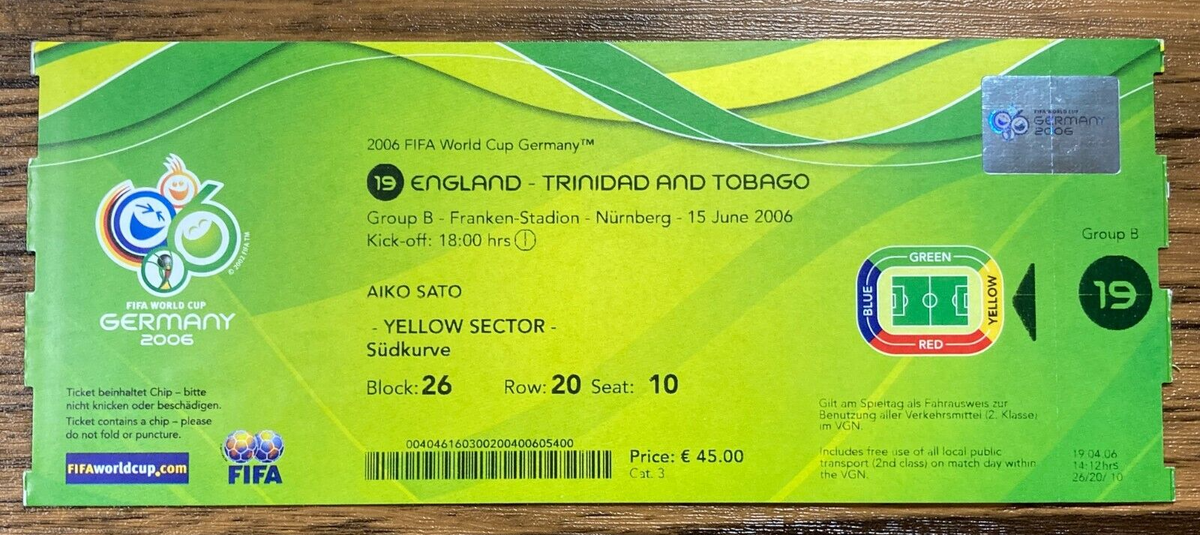 2006 FIFA World Cup Germany™
19 ENGLAND - TRINIDAD AND TOBAGO
Group B - Franken-Stadion - Nürnberg - 15 June 2006
Kick-off: 18:00 hrs
AIKO SATO
- YELLOW SECTOR -
Südkurve
Block: 26 Row: 20 Seat: 10
004046160300200400605400
Price: € 45.00
Cat. 3
© 2002 FIFA TM
FIFA WORLD CUP
GERMANY
2006
Ticket beinhaltet Chip – bitte
nicht knicken oder beschädigen.
Ticket contains a chip – please
do not fold or puncture.
FIFAworldcup.com
FIFA
FIFA WORLD CUP
GERMANY
2006
Group B
19
GREEN
BLUE
YELLOW
RED
Gilt am Spieltag als Fahrausweis zur
Benutzung aller Verkehrsmittel (2. Klasse)
im VGN.
Includes free use of all local public
transport (2nd class) on match day within
the VGN.
19.04.06
14:12hrs
26/20/ 10